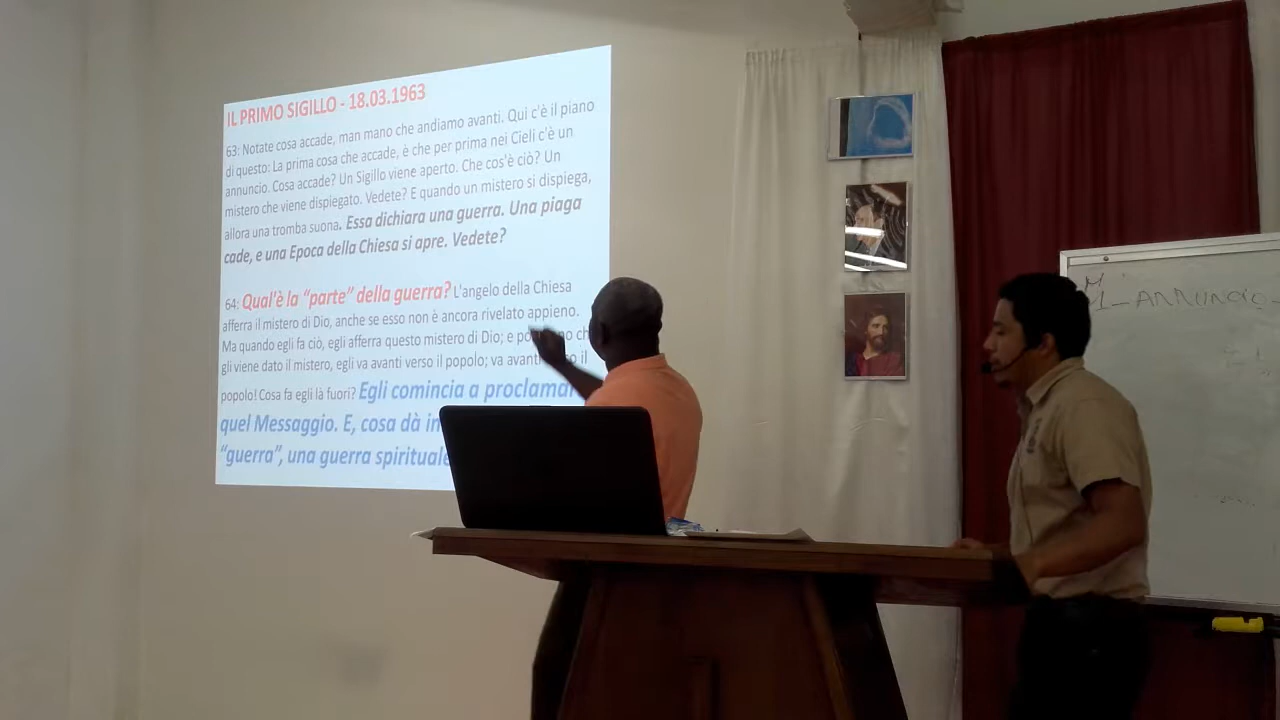 IL PRIMO SIGILLO - 18.03.1963
63: Notate cosa accade, man mano che andiamo avanti. Qui c'è il piano
di questo: La prima cosa che accade, è che per prima nei Cieli c'è un
annuncio. Cosa accade? Un Sigillo viene aperto. Che cos'è ciò? Un
mistero che viene dispiegato. Vedete? E quando un mistero si dispiega,
allora una tromba suona. Essa dichiara una guerra. Una piaga
cade, e una Epoca della Chiesa si apre. Vedete?
64: Qual'è la "parte" della guerra? L'angelo della Chiesa
afferra il mistero di Dio, anche se esso non è ancora rivelato appieno.
Ma quando egli fa ciò, egli afferra questo mistero di Dio; e
gli viene dato il mistero, egli va avanti verso il popolo; va il
popolo! Cosa fa egli là fuori? Egli comincia a
quel Messaggio. E, cosa dà
"guerra", una guerra spirituale
1-ANNUNCIO-